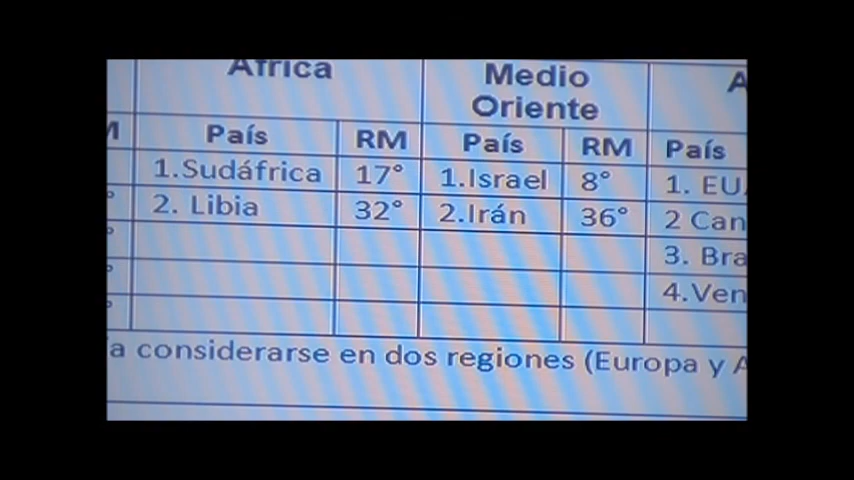 África
Medio
Oriente
País RM País RM País
1.Sudáfrica 17° 1.Israel 8° 1. EU
2. Libia 32° 2.Irán 36° 2 Can
3. Bra
4.Ven
a considerarse en dos regiones (Europa y A